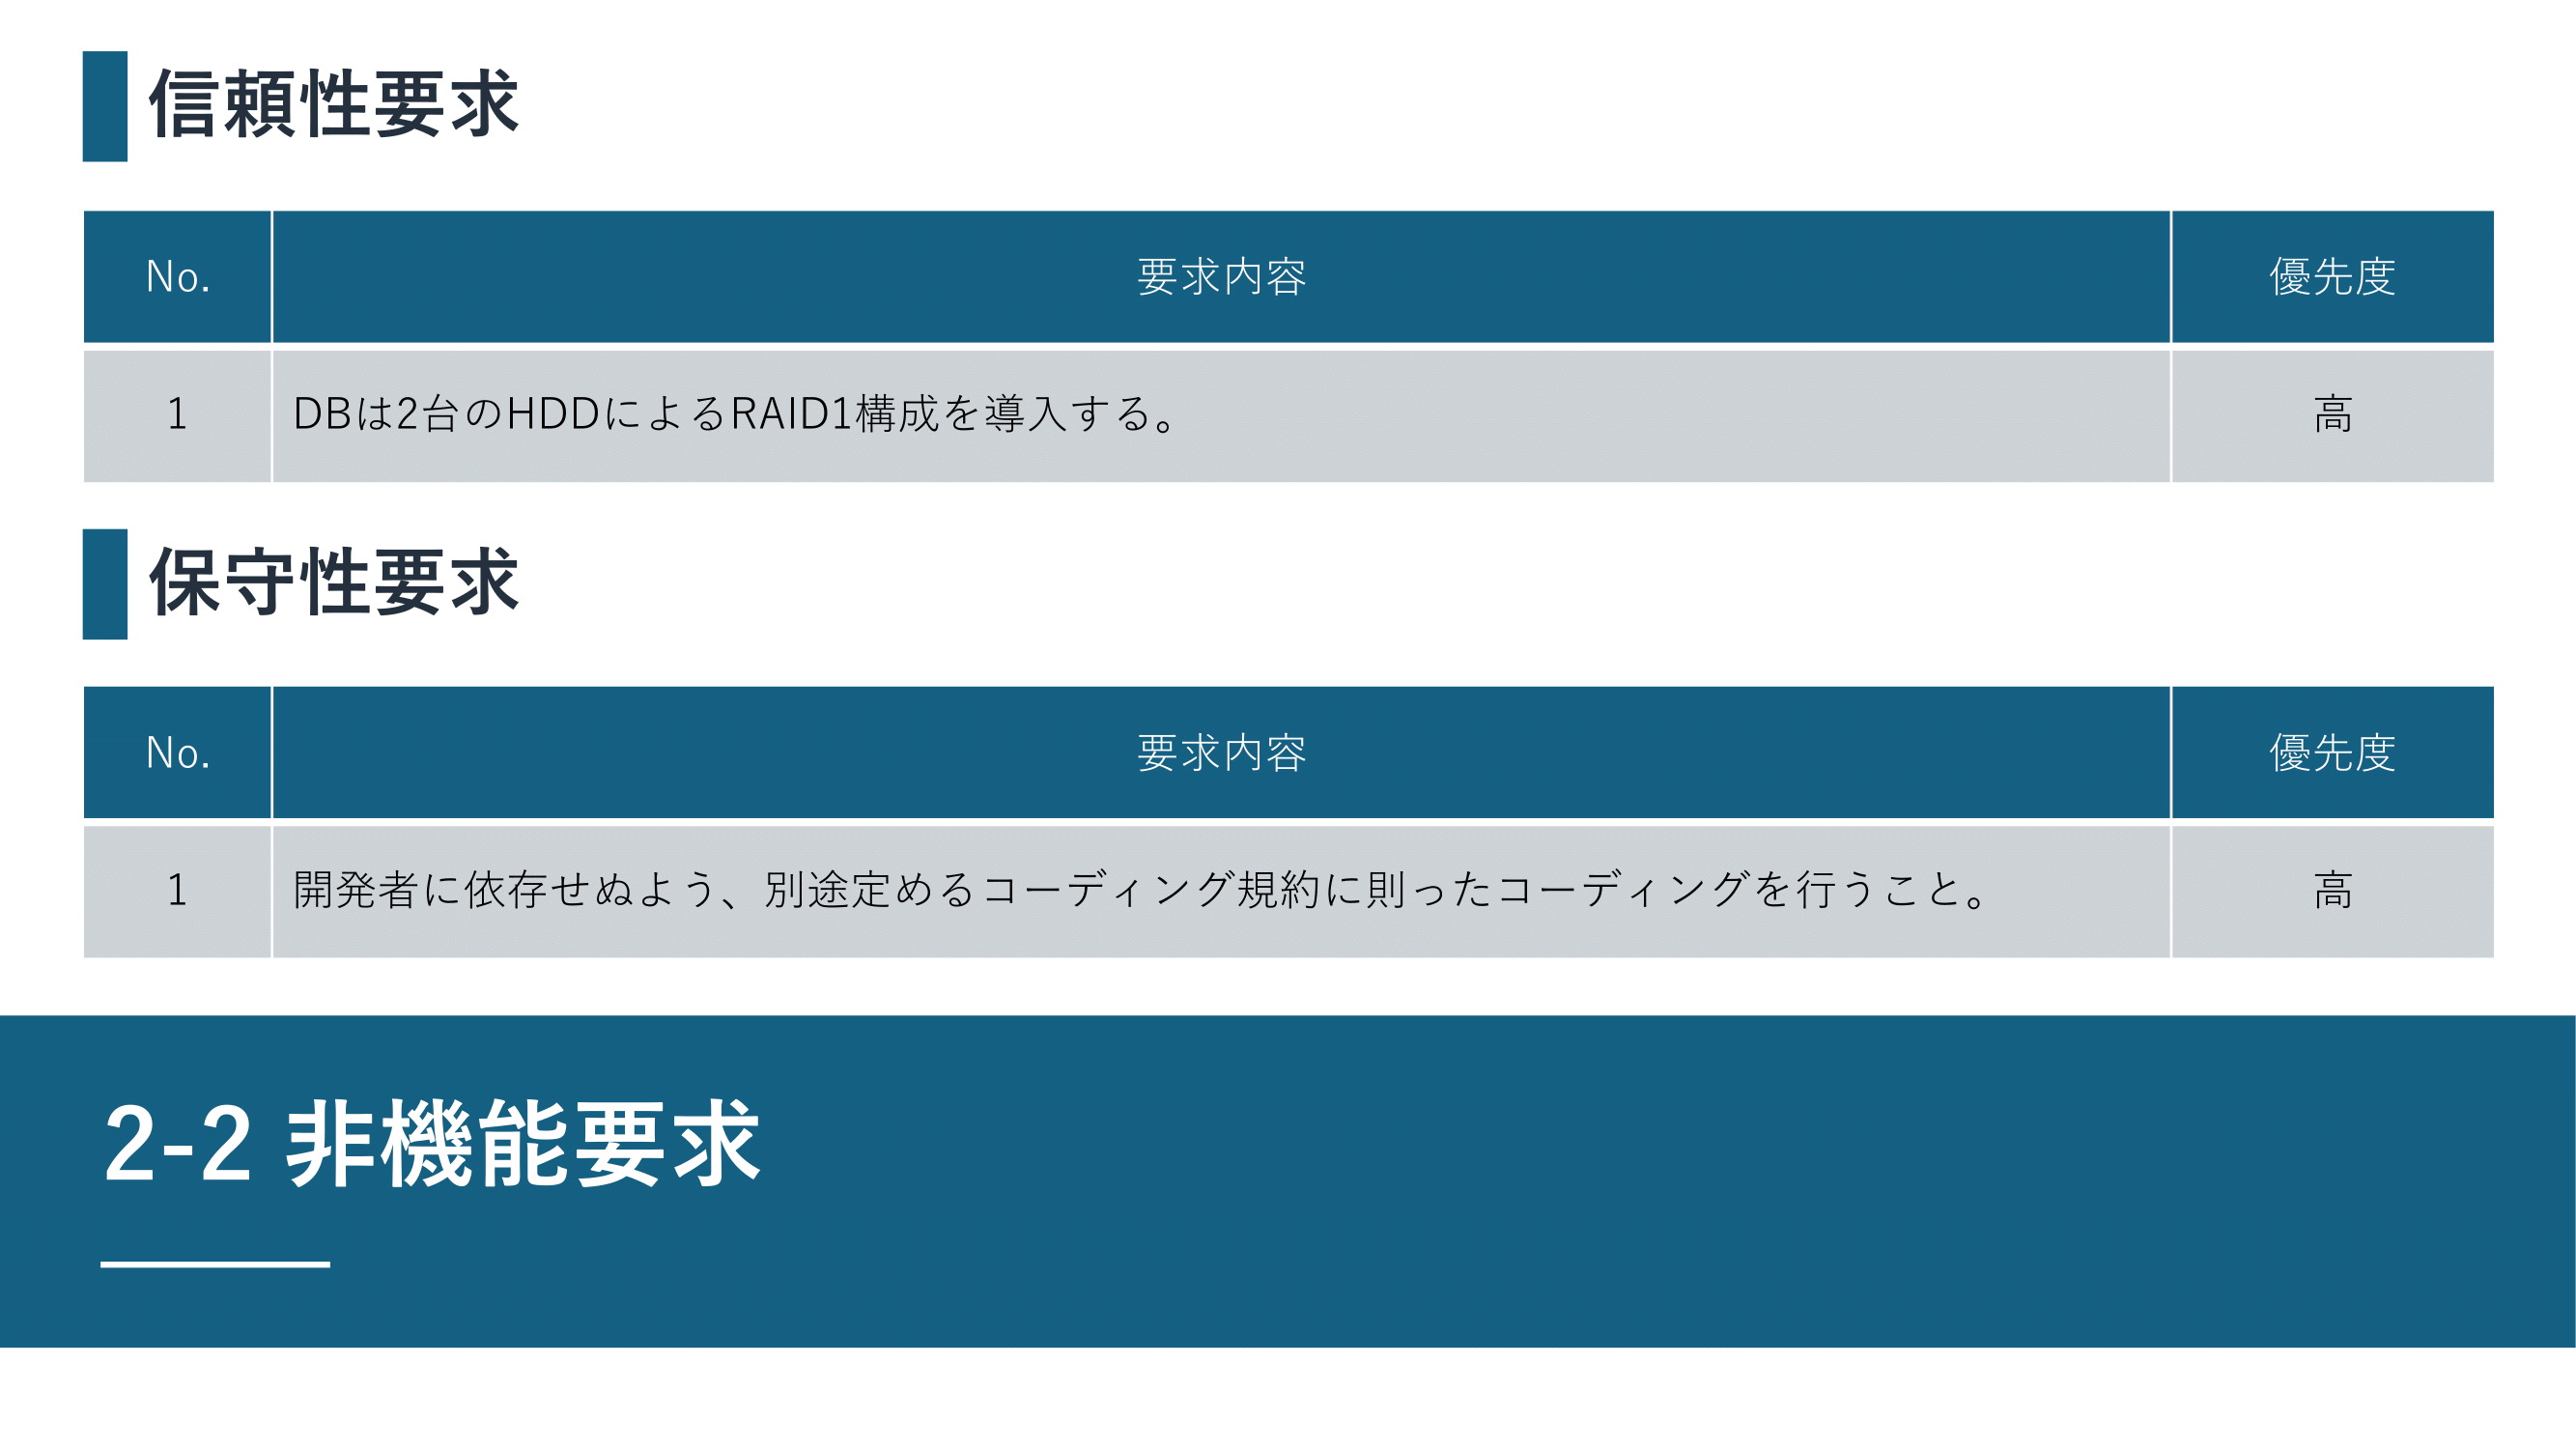 信頼性要求
No. 要求内容 優先度
1 DBは2台のHDDによるRAID1構成を導入する。 高
保守性要求
No. 要求内容 優先度
1 開発者に依存せぬよう、別途定めるコーディング規約に則ったコーディングを行うこと。 高
2-2 非機能要求